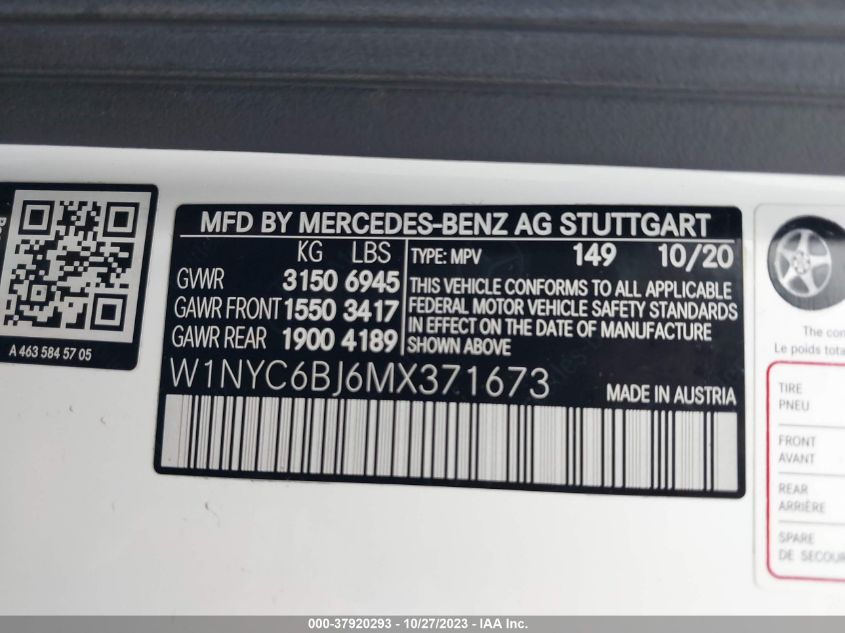 MFD BY MERCEDES-BENZ AG STUTTGART
KG LBS TYPE: MPV 149 10/20
GVWR 3150 6945
GAWR FRONT 1550 3417
GAWR REAR 1900 4189
THIS VEHICLE CONFORMS TO ALL APPLICABLE
FEDERAL MOTOR VEHICLE SAFETY STANDARDS
IN EFFECT ON THE DATE OF MANUFACTURE
SHOWN ABOVE
W1NYC6BJ6MX371673
MADE IN AUSTRIA
A 463 584 57 05
The com
Le poids tota
TIRE
PNEU
FRONT
AVANT
REAR
ARRIÈRE
SPARE
DE SECOUR
000-37920293 - 10/27/2023 - IAA Inc.